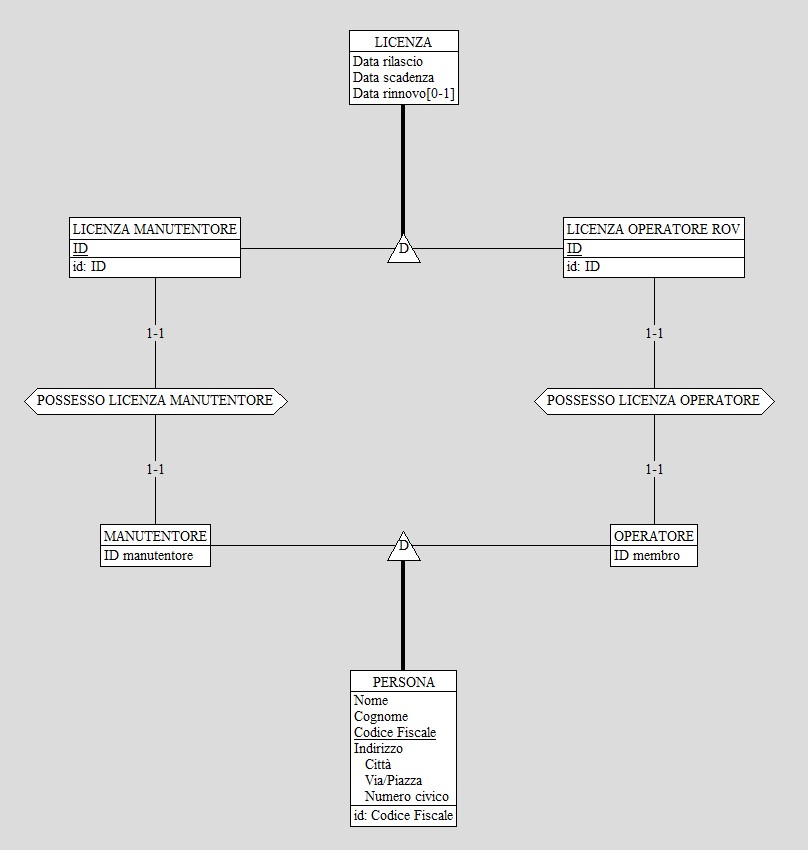 LICENZA
Data rilascio
Data scadenza
Data rinnovo[0-1]
LICENZA MANUTENTORE
ID
id: ID
D
LICENZA OPERATORE ROV
ID
id: ID
1-1
1-1
POSSESSO LICENZA MANUTENTORE
POSSESSO LICENZA OPERATORE
1-1
1-1
MANUTENTORE
ID manutentore
D
OPERATORE
ID membro
PERSONA
Nome
Cognome
Codice Fiscale
Indirizzo
Città
Via/Piazza
Numero civico
id: Codice Fiscale